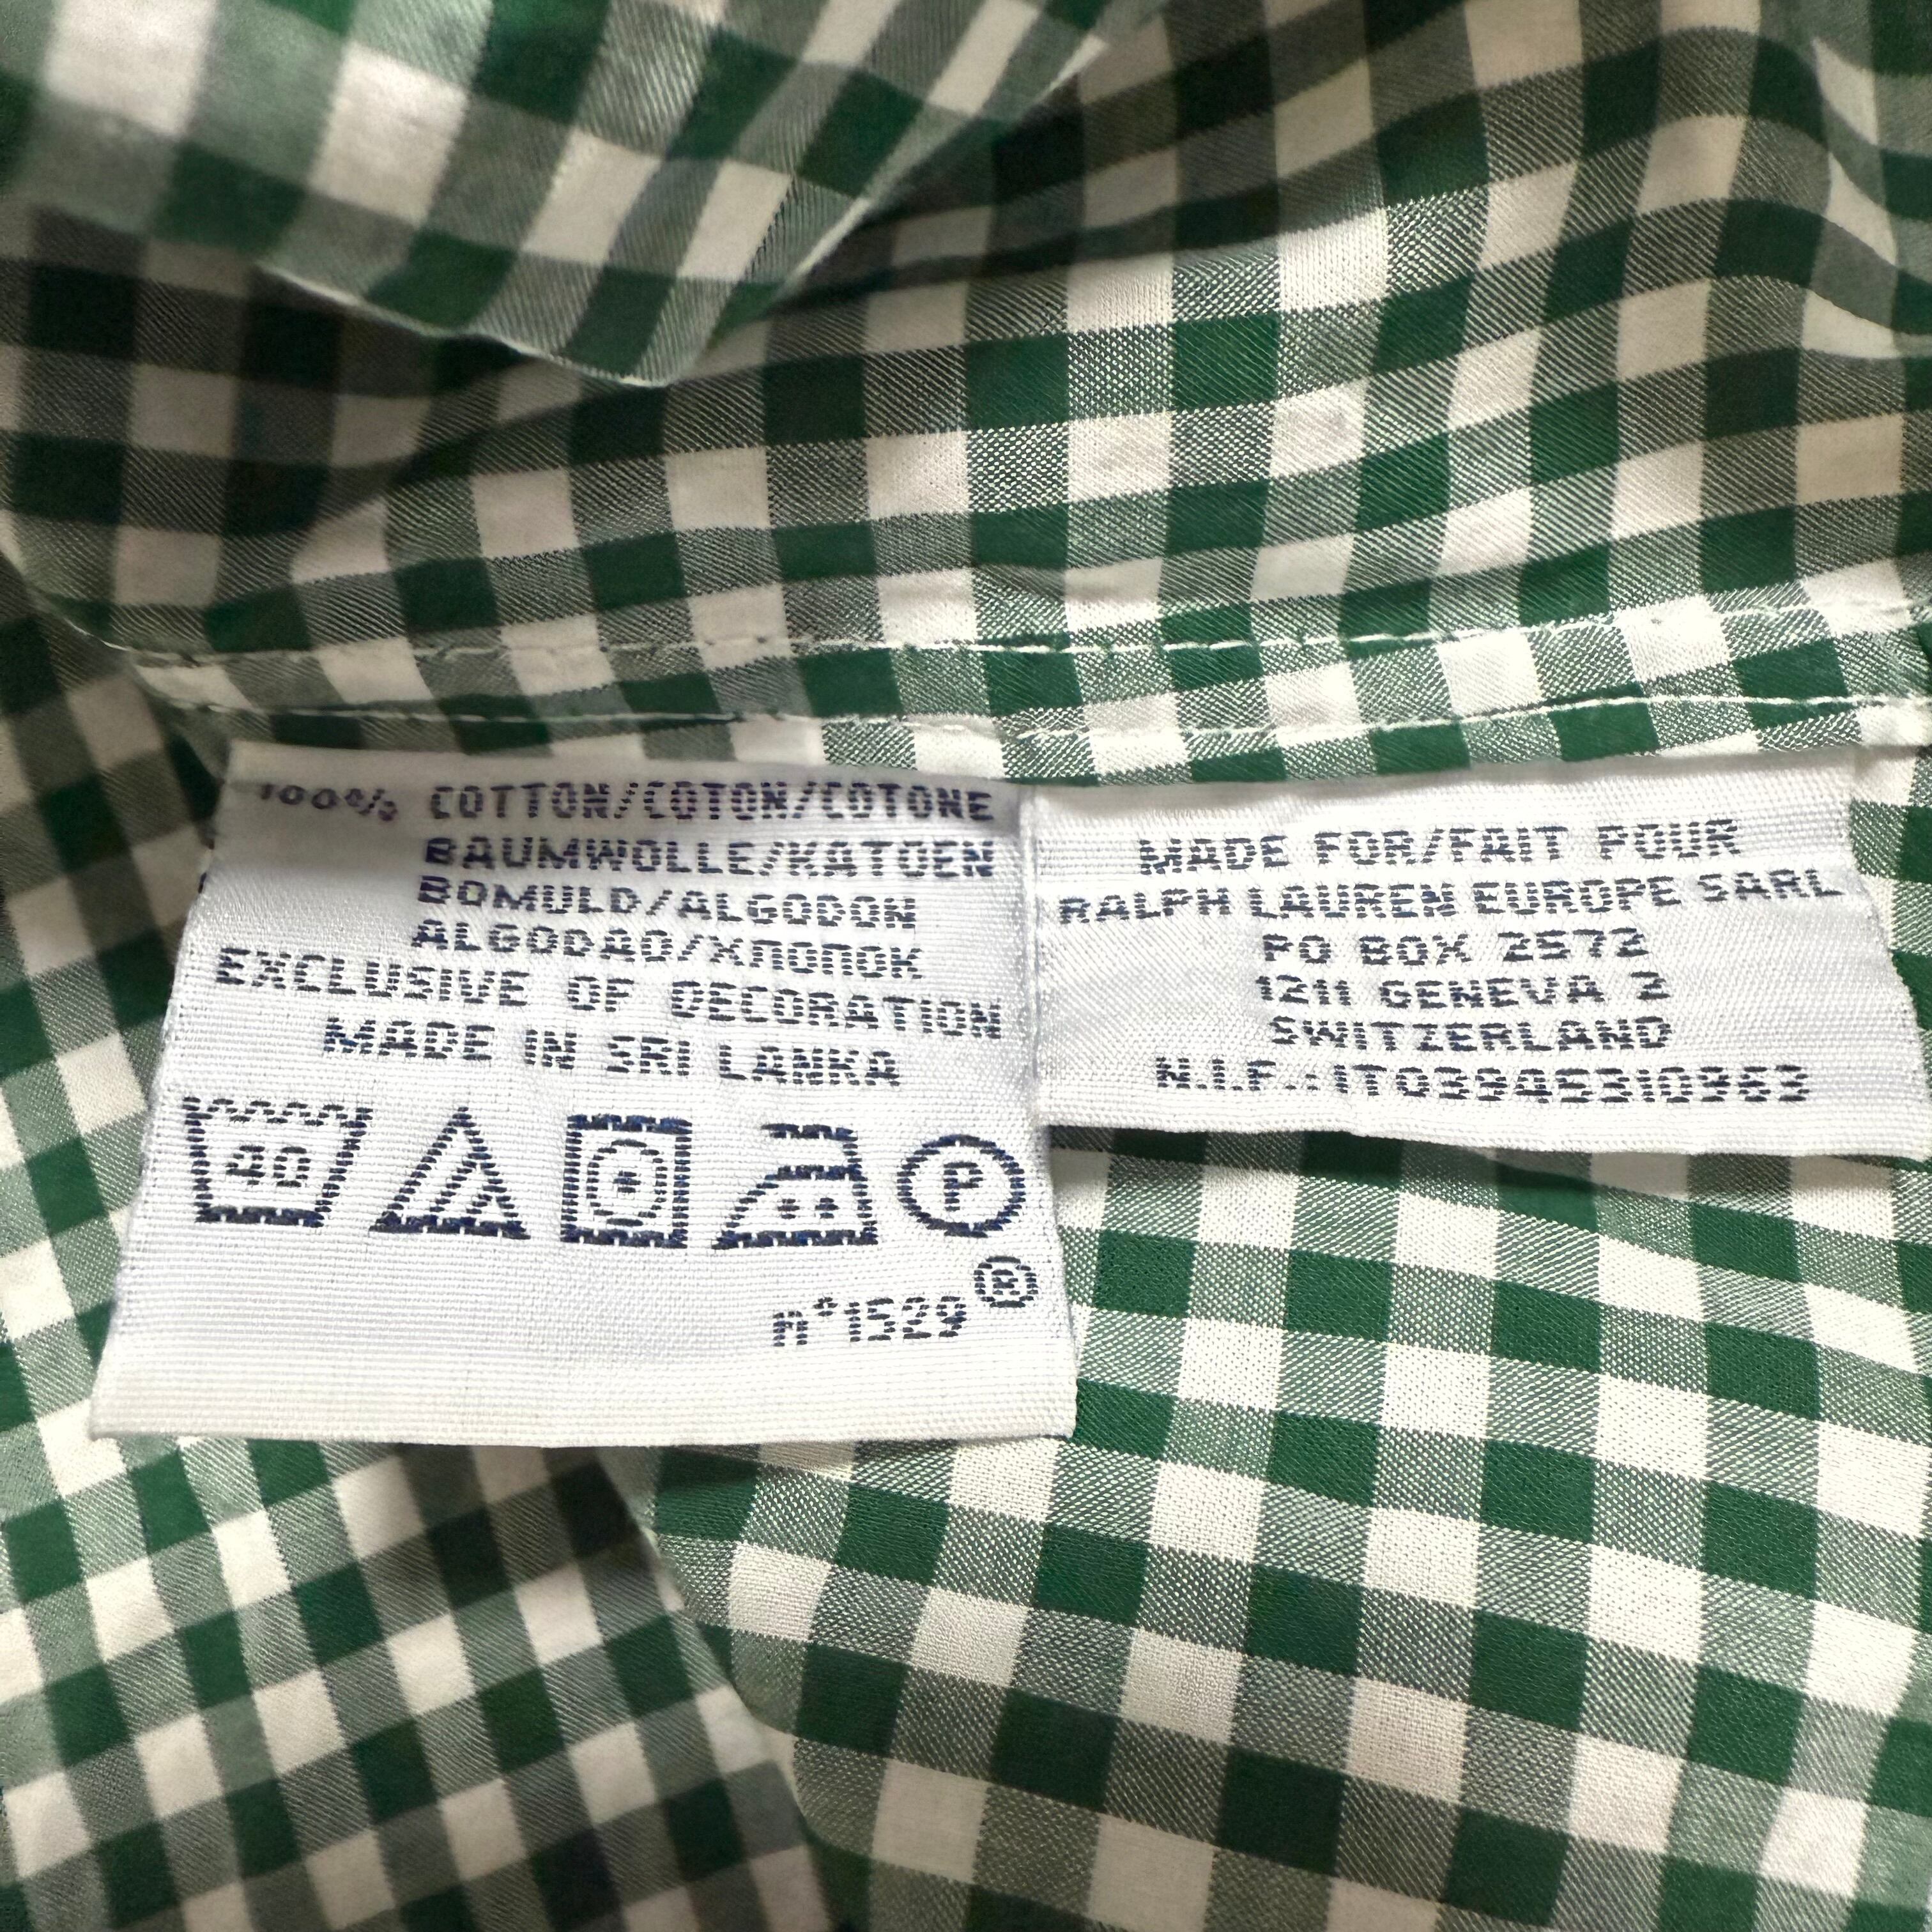 100% COTTON/COTON/COTONE
BAUMWOLLE/KATOEN
BOMULD/ALGODON
ALGODAO/ХЛОПОК
EXCLUSIVE OF DECORATION
MADE IN SRI LANKA
40
P
®
n°1529
MADE FOR/FAIT POUR
RALPH LAUREN EUROPE SARL
PO BOX 2572
1211 GENEVA 2
SWITZERLAND
N.I.F.:IT03945310963